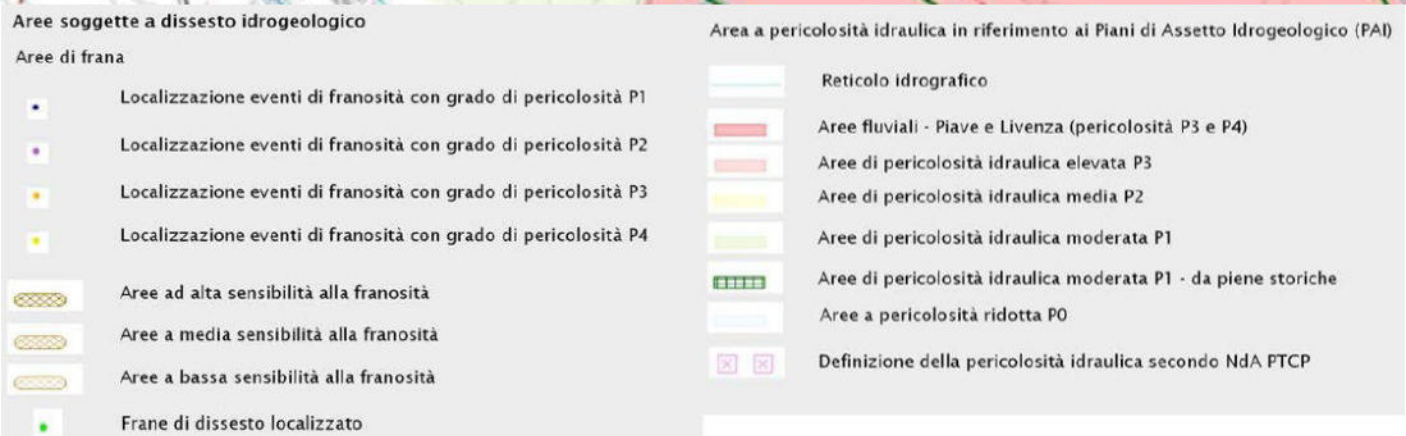 Aree soggette a dissesto idrogeologico
Aree di frana
Localizzazione eventi di franosità con grado di pericolosità P1
Localizzazione eventi di franosità con grado di pericolosità P2
Localizzazione eventi di franosità con grado di pericolosità P3
Localizzazione eventi di franosità con grado di pericolosità P4
Aree ad alta sensibilità alla franosità
Aree a media sensibilità alla franosità
Aree a bassa sensibilità alla franosità
Frane di dissesto localizzato
Area a pericolosità idraulica in riferimento ai Piani di Assetto Idrogeologico (PAI)
Reticolo idrografico
Aree fluviali - Piave e Livenza (pericolosità P3 e P4)
Aree di pericolosità idraulica elevata P3
Aree di pericolosità idraulica media P2
Aree di pericolosità idraulica moderata P1
Aree di pericolosità idraulica moderata P1 - da piene storiche
Aree a pericolosità ridotta P0
Definizione della pericolosità idraulica secondo NdA PTCP